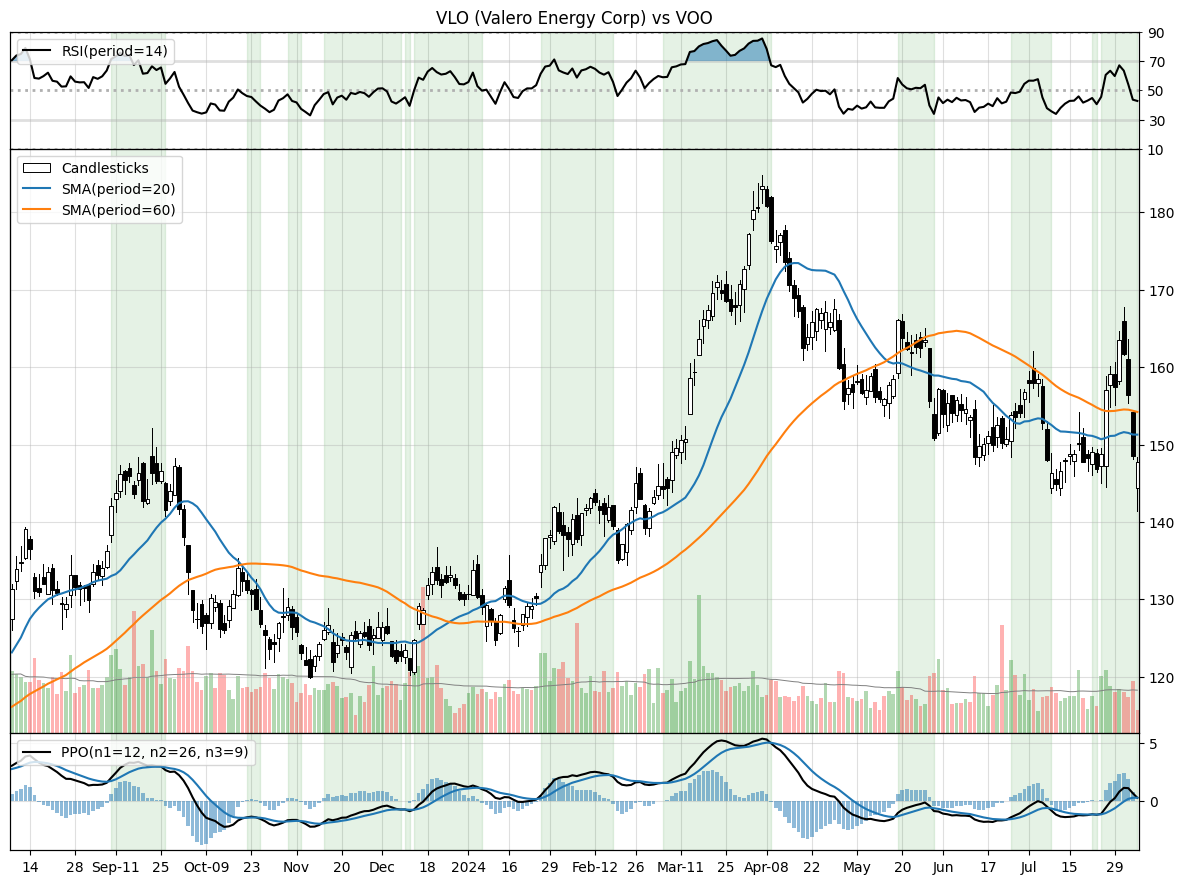 VLO (Valero Energy Corp) vs VOO
RSI(period=14)
90
70
50
30
10
Candlesticks
SMA(period=20)
SMA(period=60)
180
170
160
150
140
130
120
PPO(n1=12, n2=26, n3=9)
5
0
14 28 Sep-11 25 Oct-09 23 Nov 20 Dec 18 2024 16 29 Feb-12 26 Mar-11 25 Apr-08 22 May 20 Jun 17 Jul 15 29